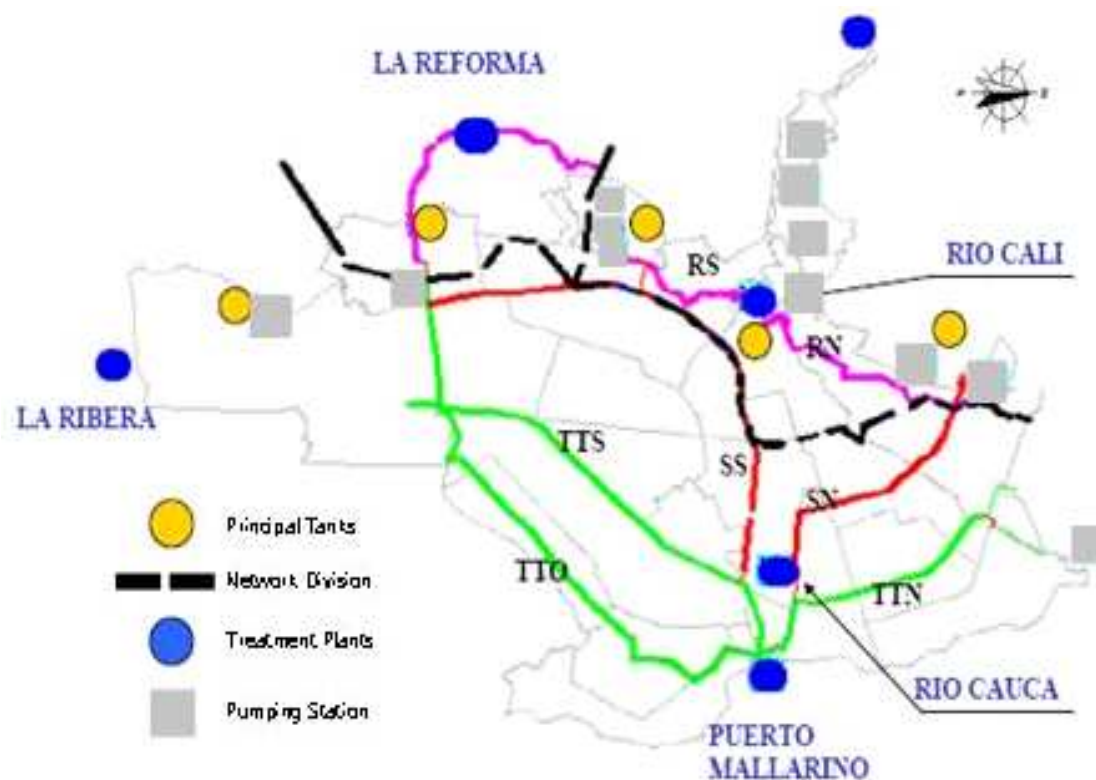 LA REFORMA
RIO CALI
RS
RN
LA RIBERA
TTS
SS
SN
TTO
TTN
Principal Tanks
Network Division
Treatment Plants
Pumping Station
RIO CAUCA
PUERTO
MALLARINO